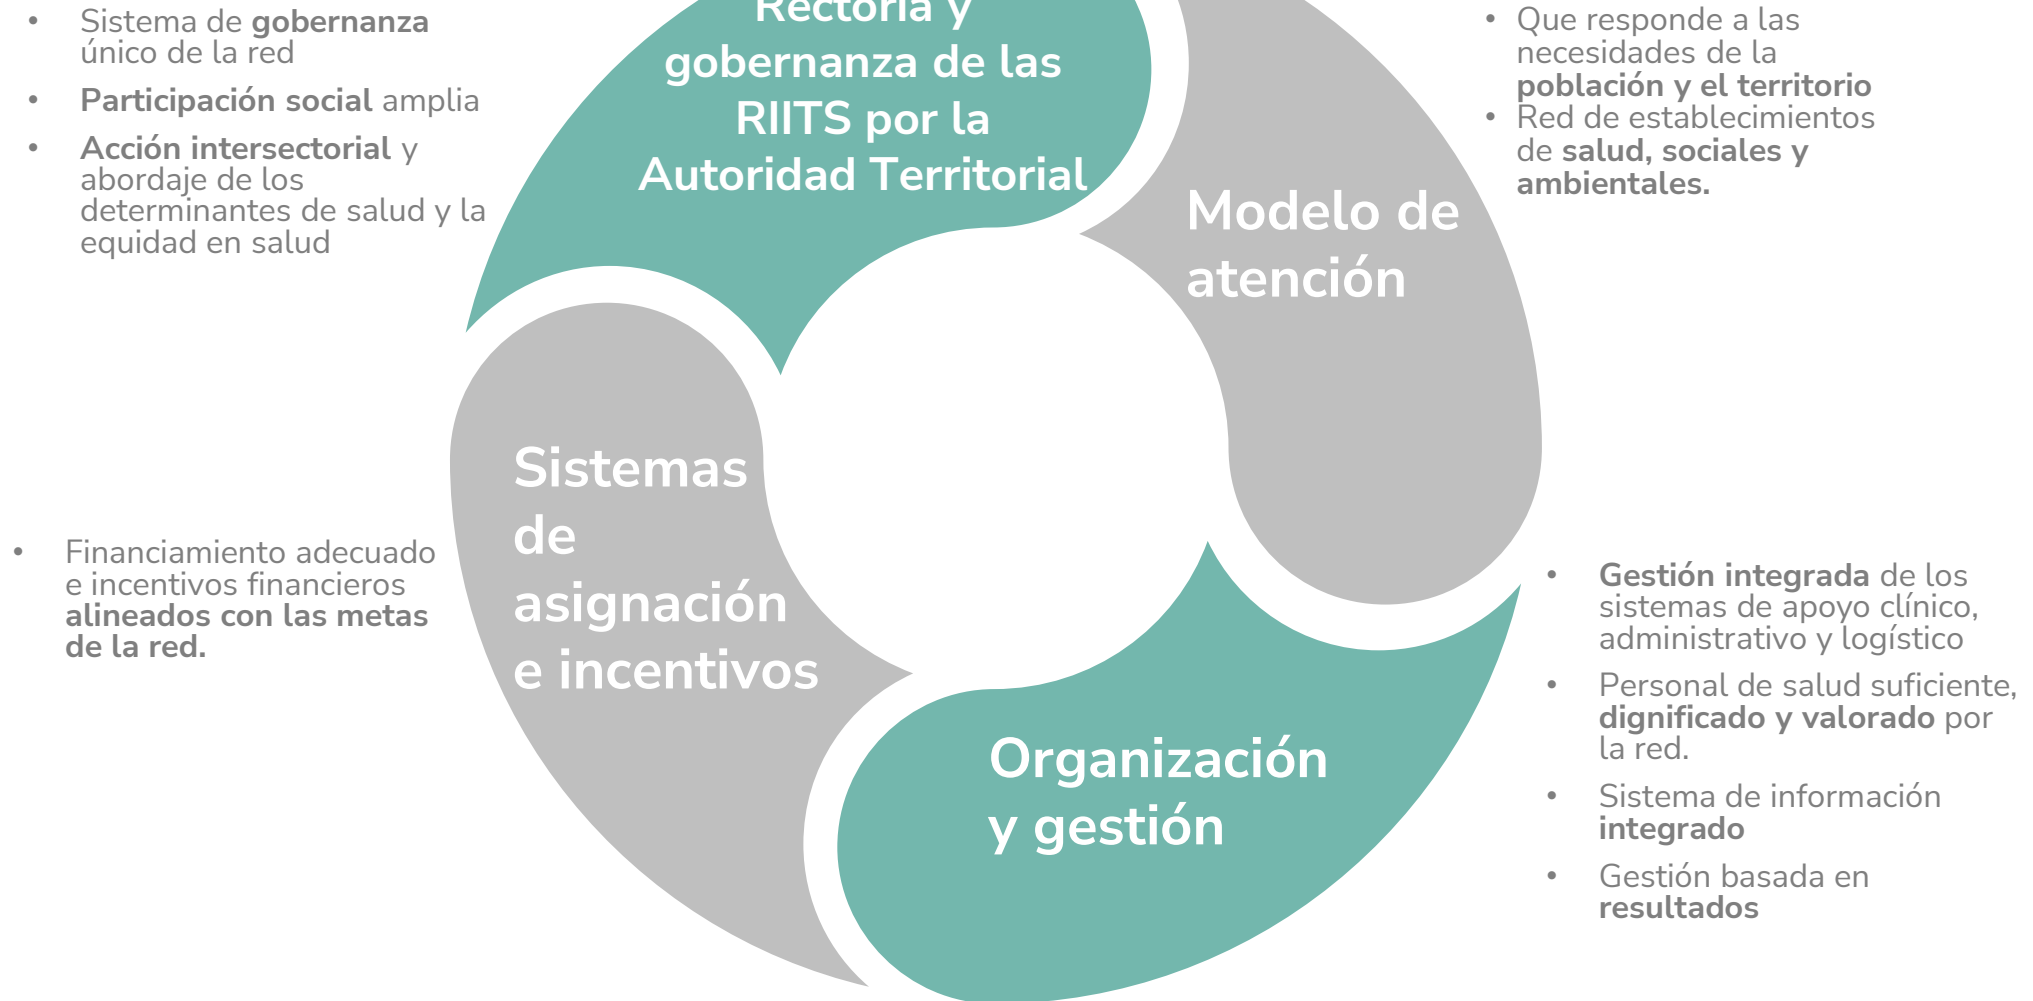 • Sistema de gobernanza
único de la red
• Participación social amplia
• Acción intersectorial y
abordaje de los
determinantes de salud y la
equidad en salud
Rectoría y
gobernanza de las
RIITS por la
Autoridad Territorial
• Que responde a las
necesidades de la
población y el territorio
• Red de establecimientos
de salud, sociales y
ambientales.
Modelo de
atención
• Financiamiento adecuado
e incentivos financieros
alineados con las metas
de la red.
Sistemas
de
asignación
e incentivos
Organización
y gestión
• Gestión integrada de los
sistemas de apoyo clínico,
administrativo y logístico
• Personal de salud suficiente,
dignificado y valorado por
la red.
• Sistema de información
integrado
• Gestión basada en
resultados